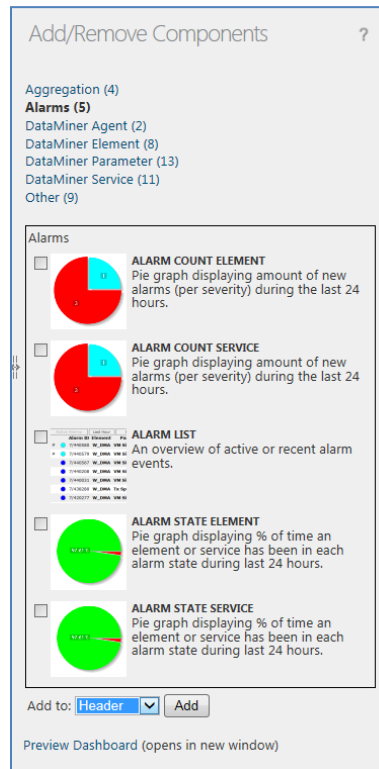 Add/Remove Components ?
Aggregation (4)
Alarms (5)
DataMiner Agent (2)
DataMiner Element (8)
DataMiner Parameter (13)
DataMiner Service (11)
Other (9)
Alarms
ALARM COUNT ELEMENT
Pie graph displaying amount of new
alarms (per severity) during the last 24
hours.
ALARM COUNT SERVICE
Pie graph displaying amount of new
alarms (per severity) during the last 24
hours.
ALARM LIST
An overview of active or recent alarm
events.
ALARM STATE ELEMENT
Pie graph displaying % of time an
element or service has been in each
alarm state during last 24 hours.
ALARM STATE SERVICE
Pie graph displaying % of time an
element or service has been in each
alarm state during last 24 hours.
Add to: Header Add
Preview Dashboard (opens in new window)